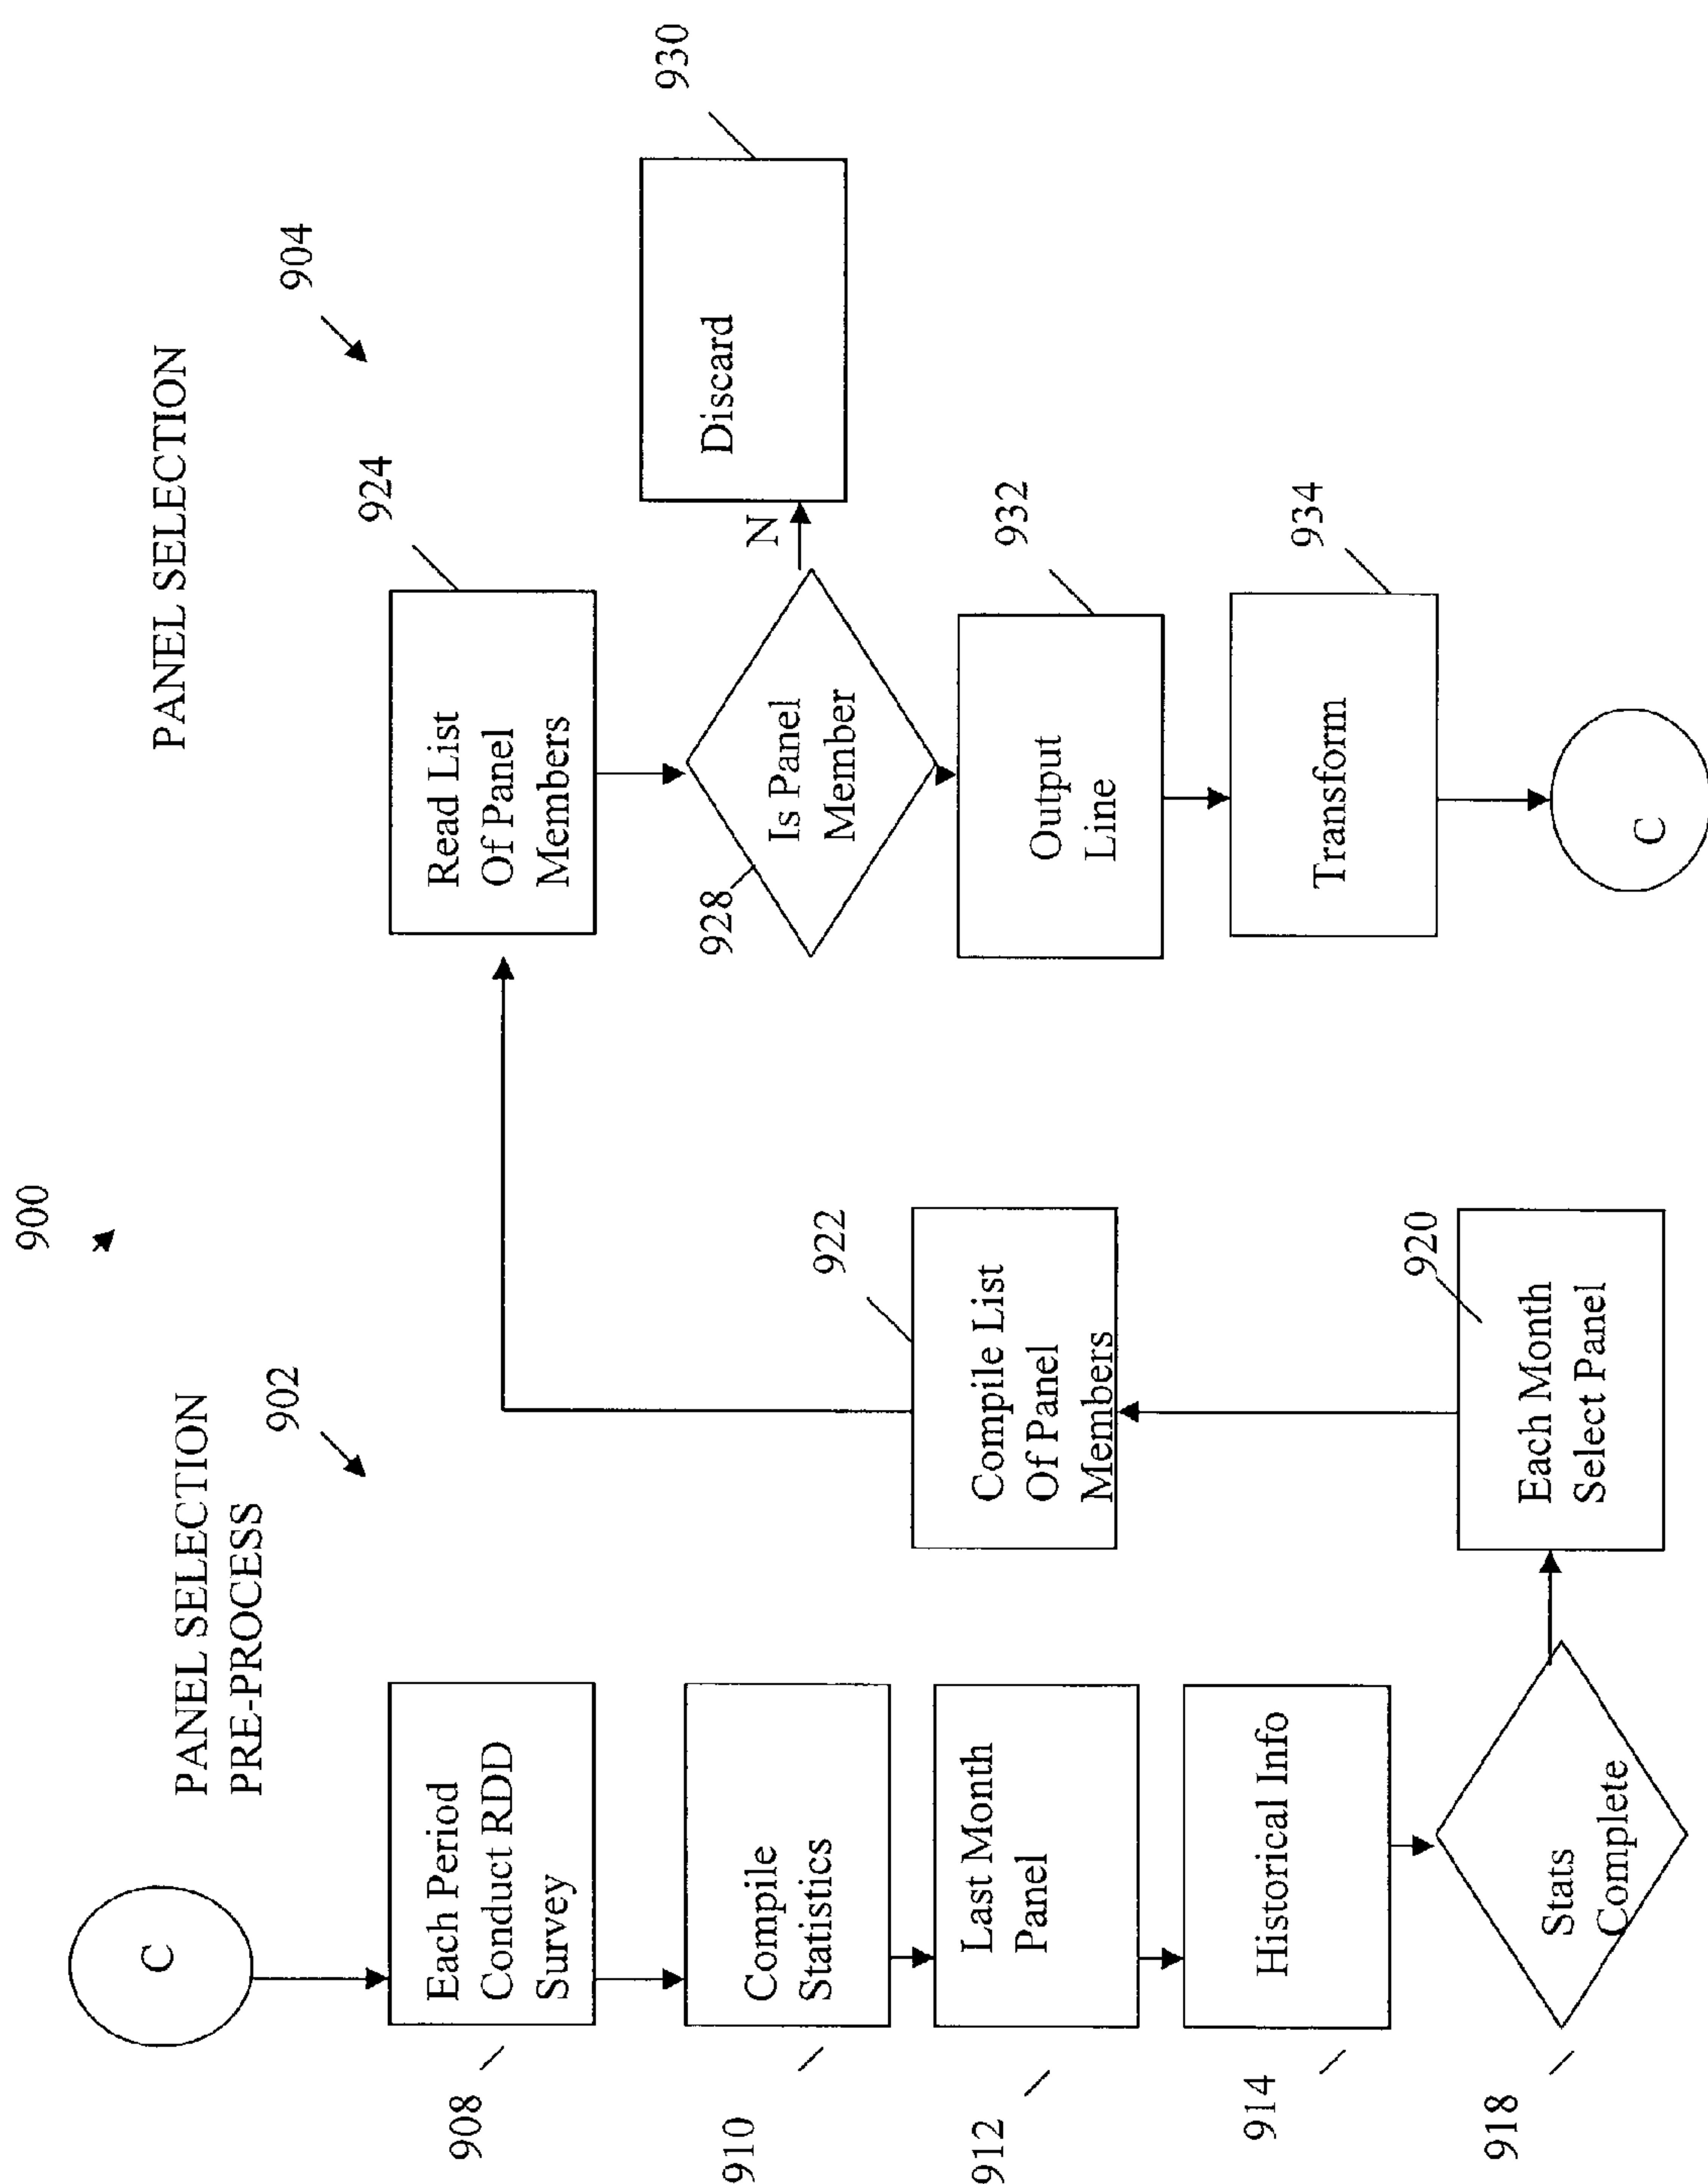 900
PANEL SELECTION
PRE-PROCESS
902
C
908
Each Period
Conduct RDD
Survey
910
Compile
Statistics
912
Last Month
Panel
914
Historical Info
918
Stats
Complete
920
Each Month
Select Panel
922
Compile List
Of Panel
Members
PANEL SELECTION
904
924
Read List
Of Panel
Members
928
Is Panel
Member
N
930
Discard
932
Output
Line
934
Transform
C